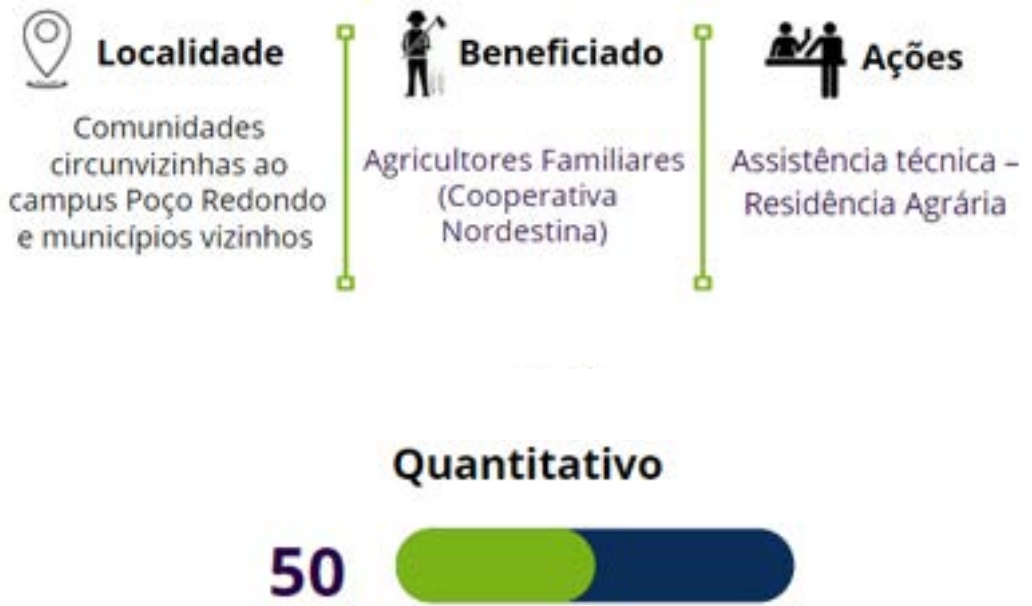 Localidade
Comunidades
circunvizinhas ao
campus Poço Redondo
e municípios vizinhos
Beneficiado
Agricultores Familiares
(Cooperativa
Nordestina)
Ações
Assistência técnica –
Residência Agrária
Quantitativo
50